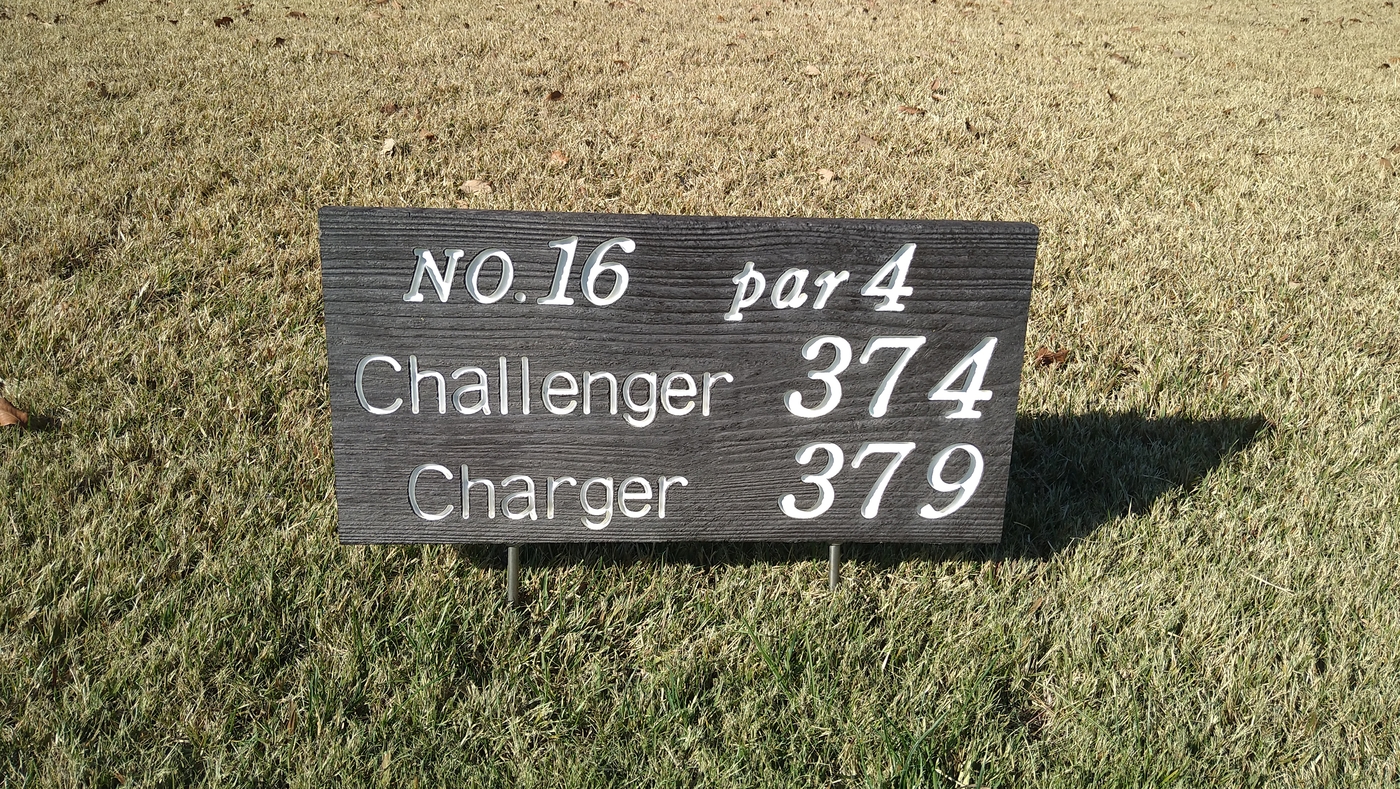 NO.16 par 4
Challenger 374
Charger 379